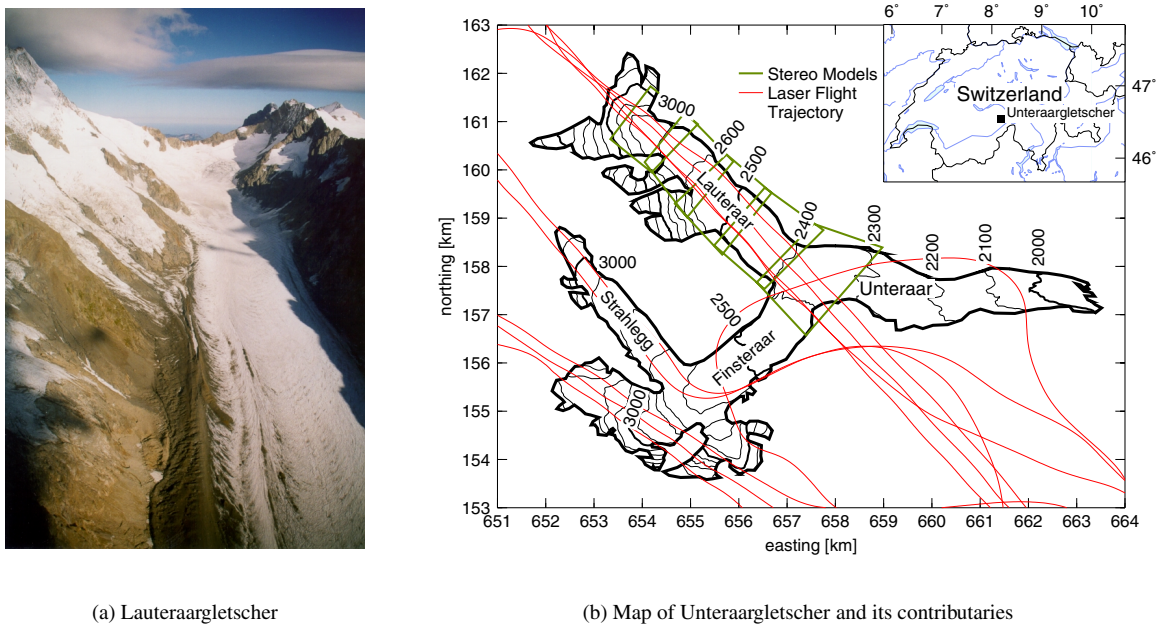 163
162
161
160
159
158
157
156
155
154
153
northing [km]
651 652 653 654 655 656 657 658 659 660 661 662 663 664
easting [km]
Stereo Models
Laser Flight
Trajectory
6° 7° 8° 9° 10°
47°
46°
Switzerland
Unteraargletscher
3000
2600
2500
2400
2300
2200
2100
2000
Lauteraar
Unteraar
3000
Strahlegg
2500
Finsteraar
3000
(a) Lauteraargletscher
(b) Map of Unteraargletscher and its contributaries